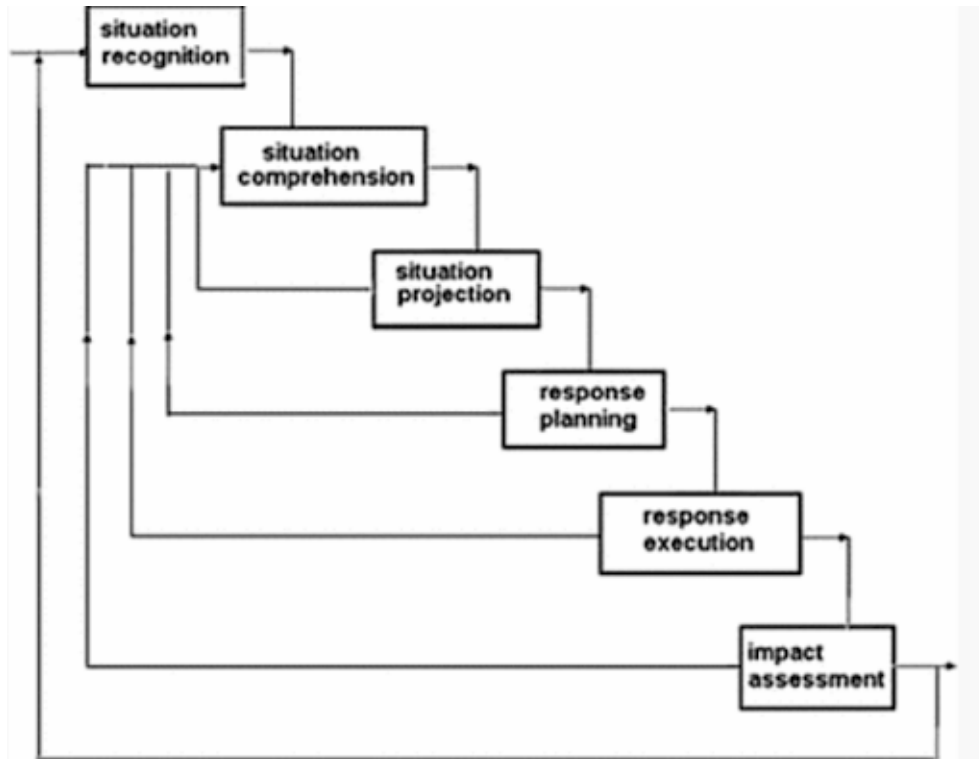 situation
recognition
situation
comprehension
situation
projection
response
planning
response
execution
impact
assessment